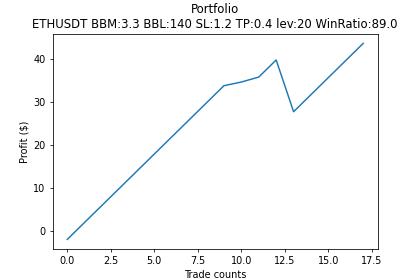 Portfolio
ETHUSDT BBM:3.3 BBL:140 SL:1.2 TP:0.4 lev:20 WinRatio:89.0
40
30
20
10
0
Profit ($)
0.0 2.5 5.0 7.5 10.0 12.5 15.0 17.5
Trade counts